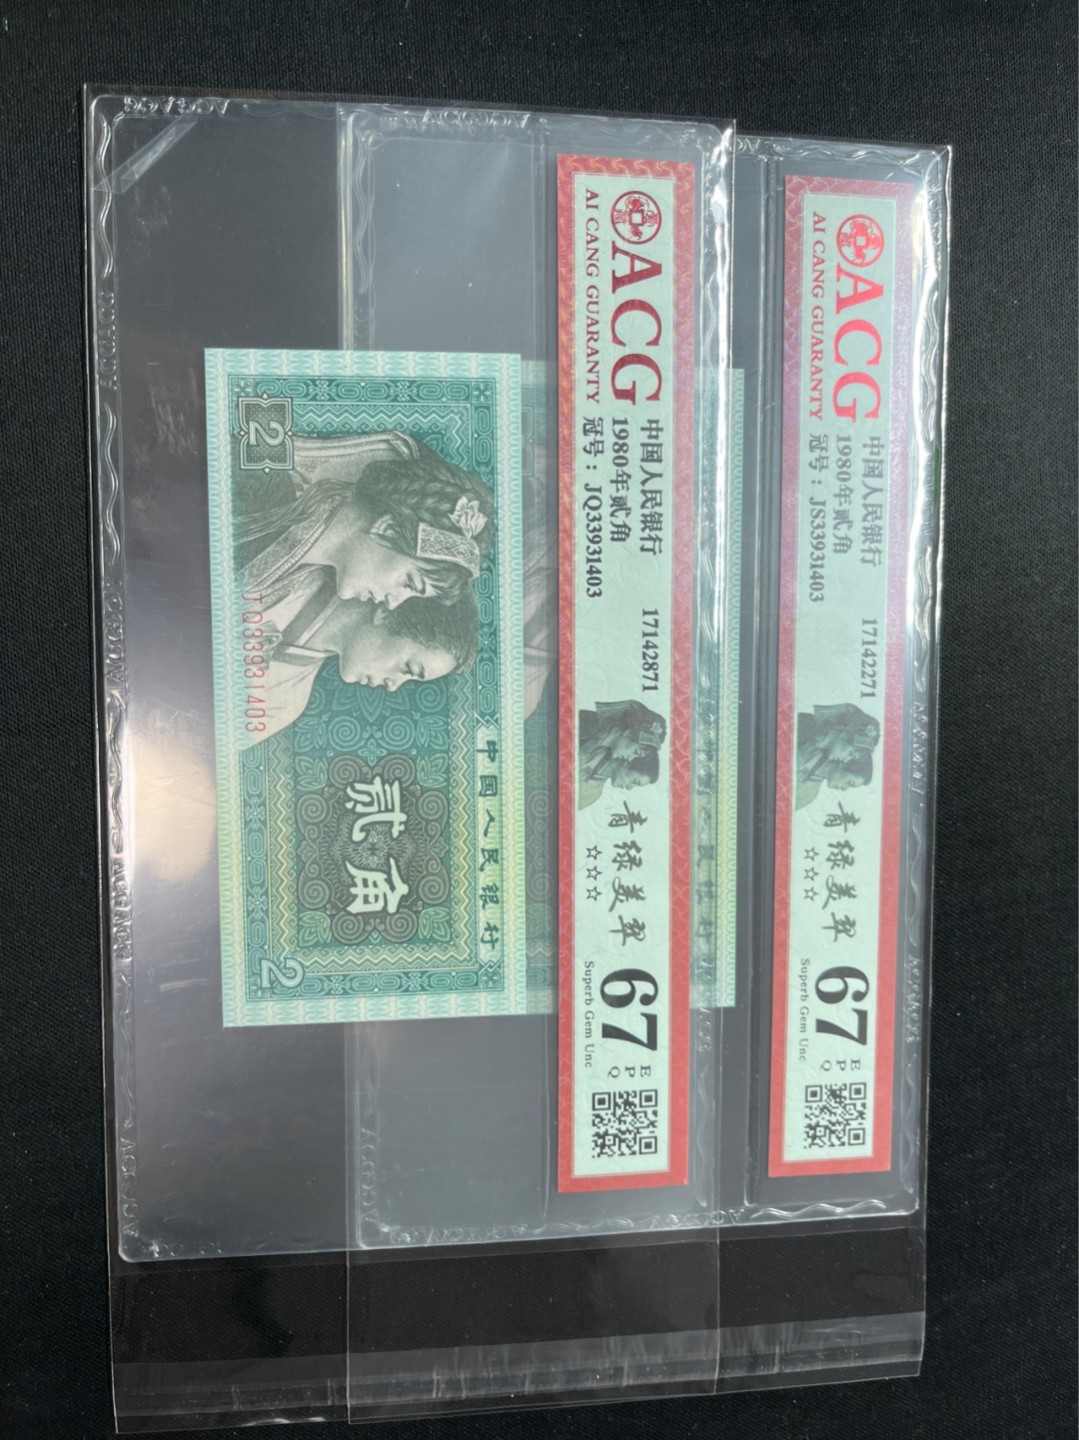 ACG
AI CANG GUARANTY
中国人民银行
1980年贰角
冠号：JS33931403
17142271
青绿美翠
☆☆☆
67
E
P
Q
Superb Gem Unc
ACG
AI CANG GUARANTY
中国人民银行
1980年贰角
冠号：JQ33931403
17142871
青绿美翠
☆☆☆
67
E
P
Q
Superb Gem Unc
中国人民银行
贰角
2
2
JQ33931403